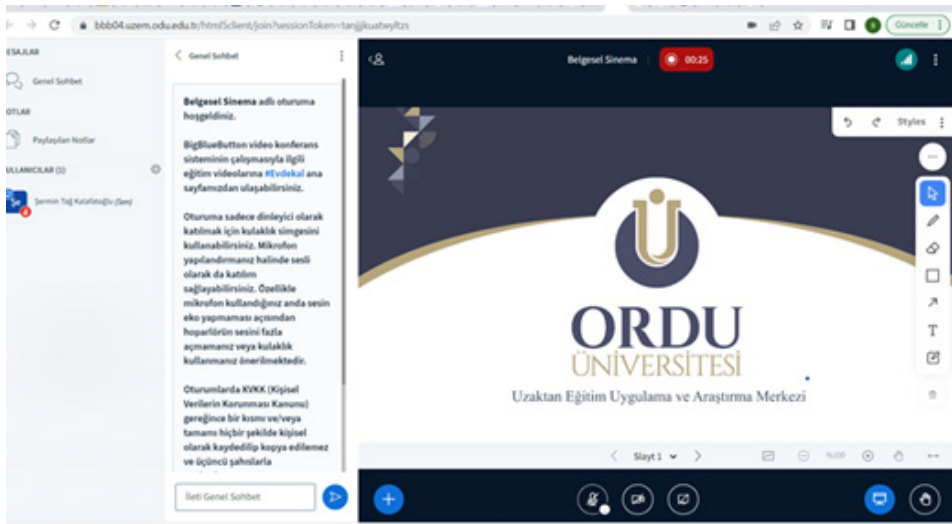 bbb04.uzem.odu.edu.tr/html5client/join?sessionToken=
Güncelle
Genel Sohbet
Paylaşılan Notlar
KULLANICILAR (1)
Şermin Tağ Kalafatoğlu (Sen)
Genel Sohbet
Belgesel Sinema adlı oturuma
hoşgeldiniz.
BigBlueButton video konferans
sisteminin çalışmasıyla ilgili
eğitim videolarına #Evdekal ana
sayfamızdan ulaşabilirsiniz.
Oturuma sadece dinleyici olarak
katılmak için kulaklık simgesini
kullanabilirsiniz. Mikrofon
yapılandırmanız halinde sesli
olarak da katılım
sağlayabilirsiniz. Özellikle
mikrofon kullandığınız anda sesin
eko yapmaması açısından
hoparlörün sesini fazla
açmamanız veya kulaklık
kullanmanız önerilmektedir.
Oturumlarda KVKK (Kişisel
Verilerin Korunması Kanunu)
gereğince bir kısmı ve/veya
tamamı hiçbir şekilde kişisel
olarak kaydedilip kopya edilemez
ve üçüncü şahıslarla
İleti Genel Sohbet
Belgesel Sinema
00:25
Styles
ORDU
ÜNİVERSİTESİ
Uzaktan Eğitim Uygulama ve Araştırma Merkezi
Slayt 1
%100
T